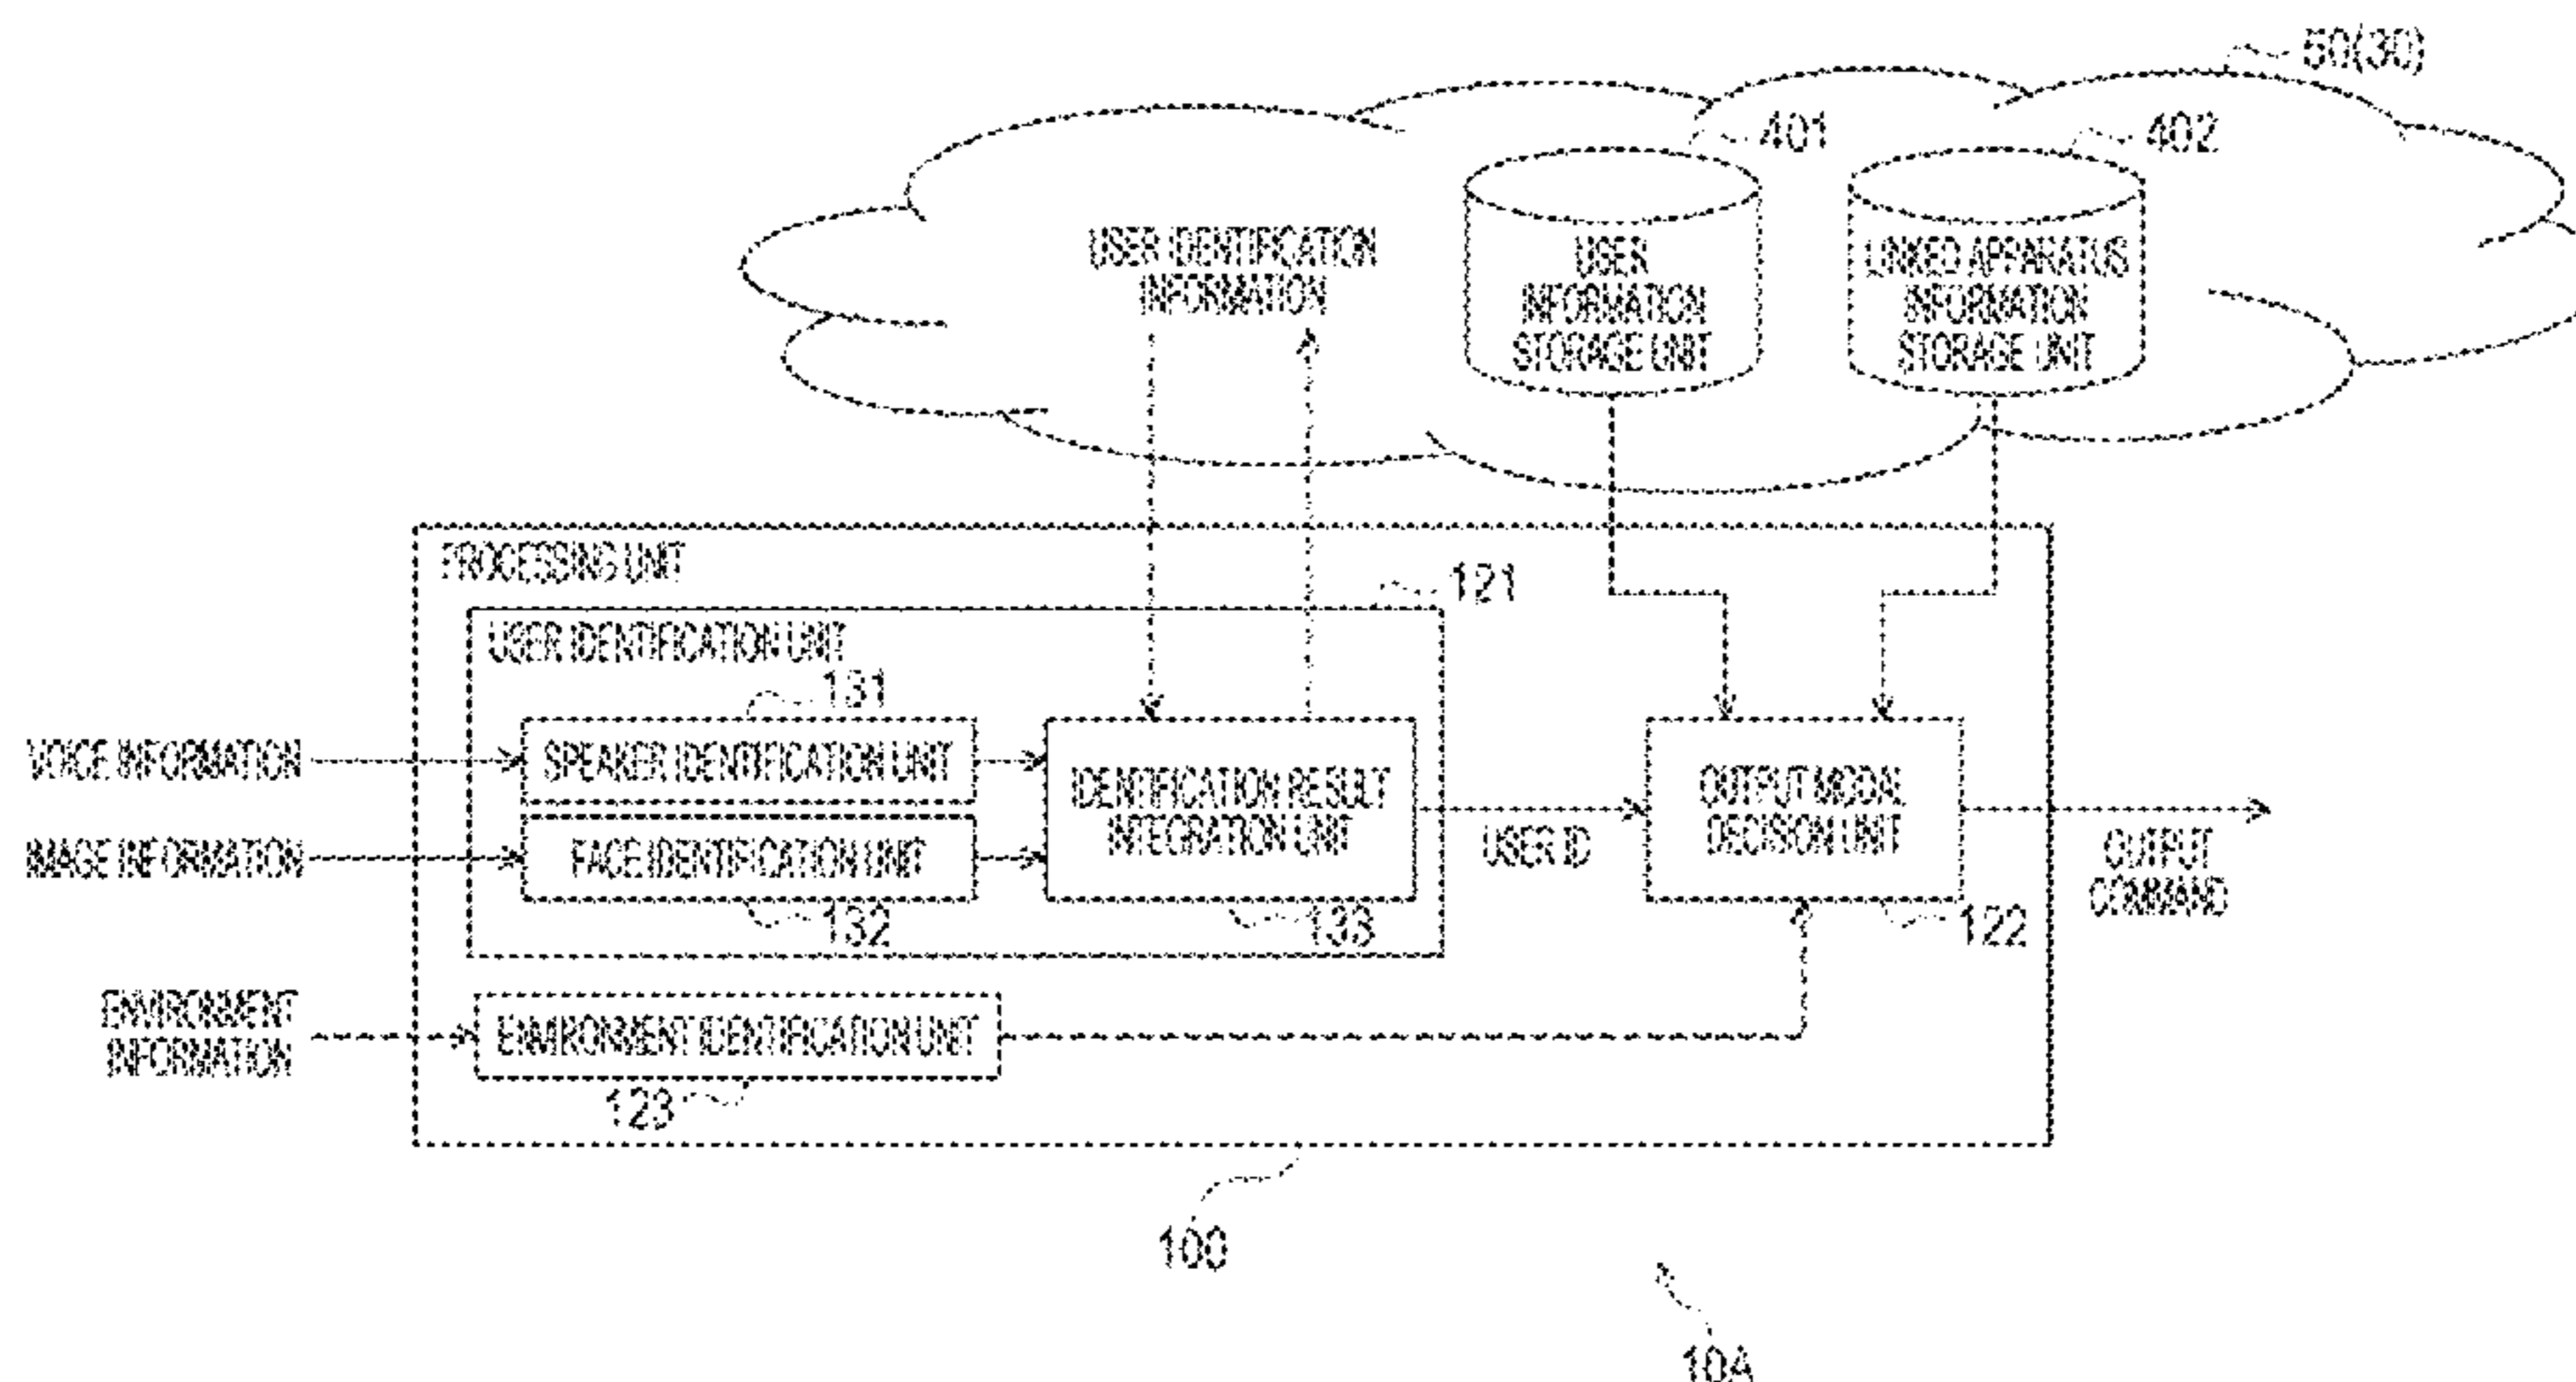 50(30)
401
402
USER IDENTIFICATION
INFORMATION
USER
INFORMATION
STORAGE UNIT
LINKED APPARATUS
INFORMATION
STORAGE UNIT
PROCESSING UNIT
121
USER IDENTIFICATION UNIT
131
VOICE INFORMATION
SPEAKER IDENTIFICATION UNIT
IMAGE INFORMATION
FACE IDENTIFICATION UNIT
132
IDENTIFICATION RESULT
INTEGRATION UNIT
133
USER ID
OUTPUT MODAL
DECISON UNIT
122
OUTPUT
COMMAND
ENVIRONMENT
INFORMATION
ENVIRONMENT IDENTIFICATION UNIT
123
100
10A